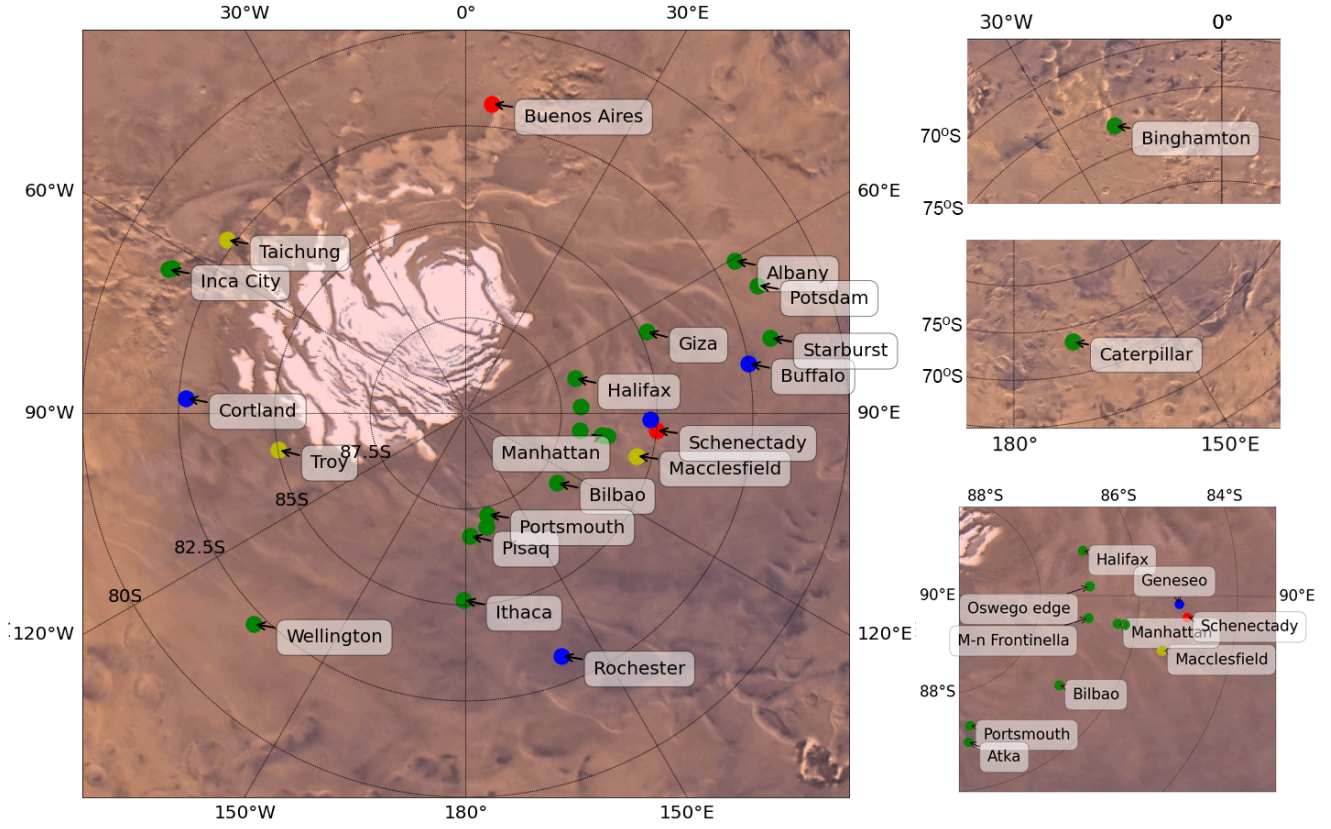 30°W 0° 30°E
60°W 60°E
90°W 90°E
120°W 120°E
150°W 180° 150°E
Buenos Aires
Taichung
Inca City
Albany
Potsdam
Giza
Starburst
Buffalo
Halifax
Cortland
Schenectady
Manhattan
Troy
87.5S
Macclesfield
Bilbao
85S
Portsmouth
82.5S
Pisaq
80S
Ithaca
Wellington
Rochester
30°W 0°
70°S
75°S
Binghamton
75°S
70°S
Caterpillar
180° 150°E
88°S 86°S 84°S
90°E 90°E
88°S
Halifax
Geneseo
Oswego edge
Schenectady
Manhattan
M-n Frontinella
Macclesfield
Bilbao
Portsmouth
Atka